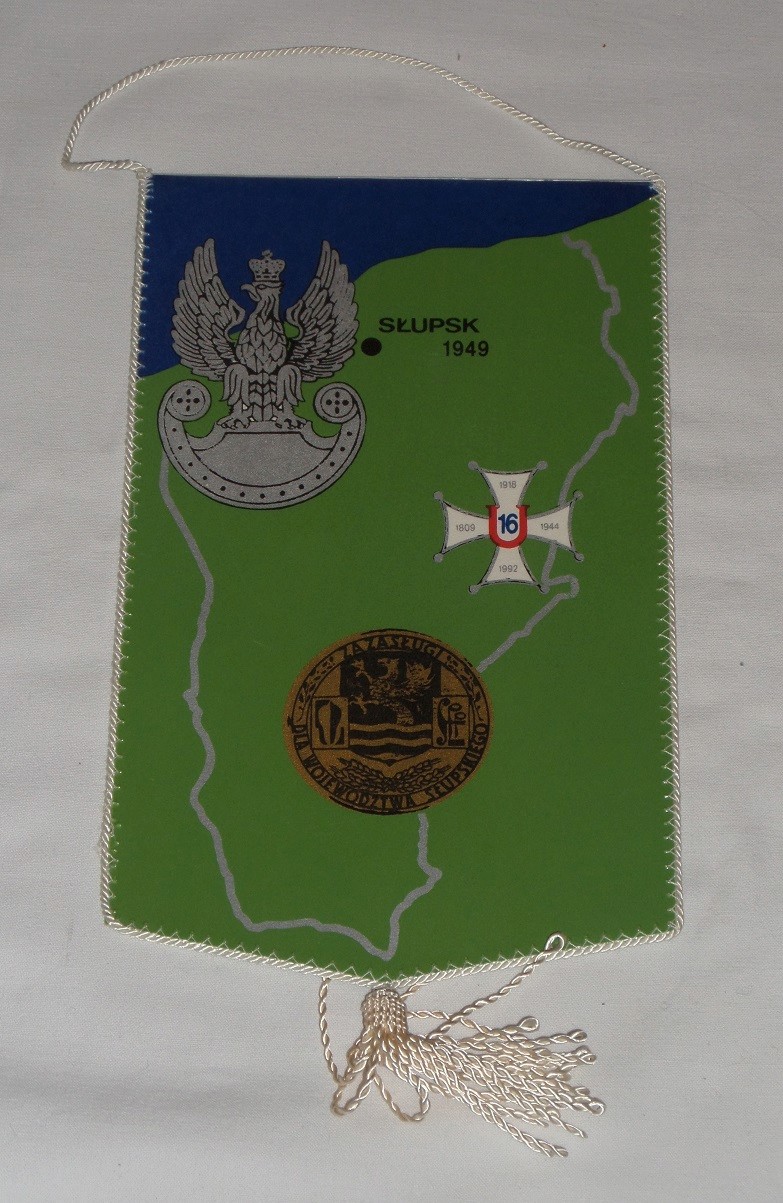 SŁUPSK
1949
1918
1809 16 1944
1992
ZA ZASŁUGI
DLA WOJEWÓDZTWA SŁUPSKIEGO